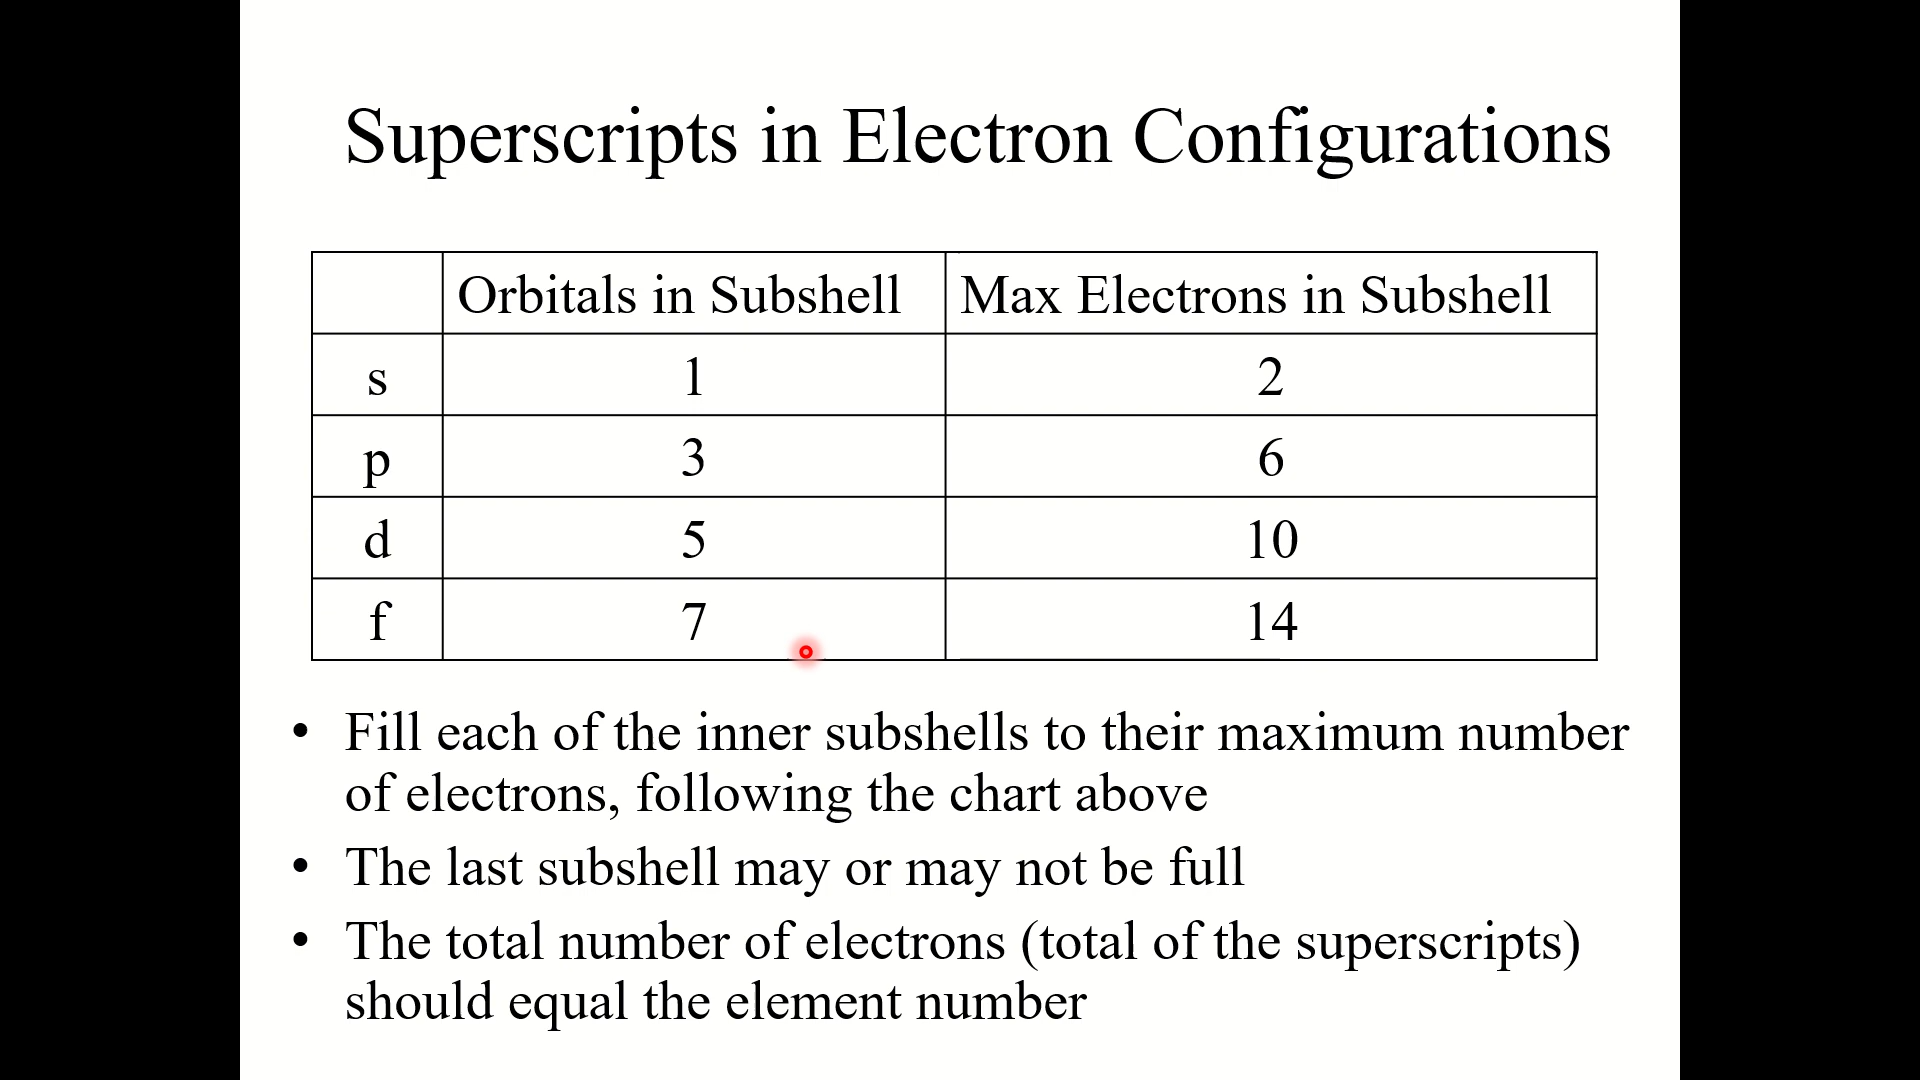 Superscripts in Electron Configurations
Orbitals in Subshell Max Electrons in Subshell
s 1 2
p 3 6
d 5 10
f 7 14
• Fill each of the inner subshells to their maximum number
of electrons, following the chart above
• The last subshell may or may not be full
• The total number of electrons (total of the superscripts)
should equal the element number